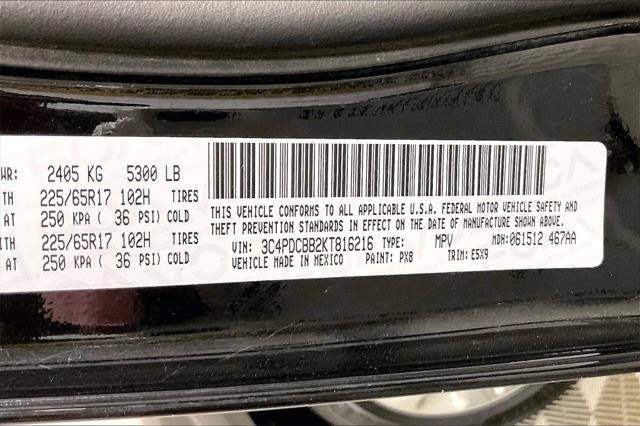 WR: 2405 KG 5300 LB
TH 225/65R17 102H TIRES
AT 250 KPA ( 36 PSI) COLD
ITH 225/65R17 102H TIRES
AT 250 KPA ( 36 PSI) COLD
THIS VEHICLE CONFORMS TO ALL APPLICABLE U.S.A. FEDERAL MOTOR VEHICLE SAFETY AND
THEFT PREVENTION STANDARDS IN EFFECT ON THE DATE OF MANUFACTURE SHOWN ABOVE.
VIN: 3C4PDCBB2KT816216 TYPE: MPV MDH: 061512 467AA
VEHICLE MADE IN MEXICO PAINT: PX8 TRIM: E5X9